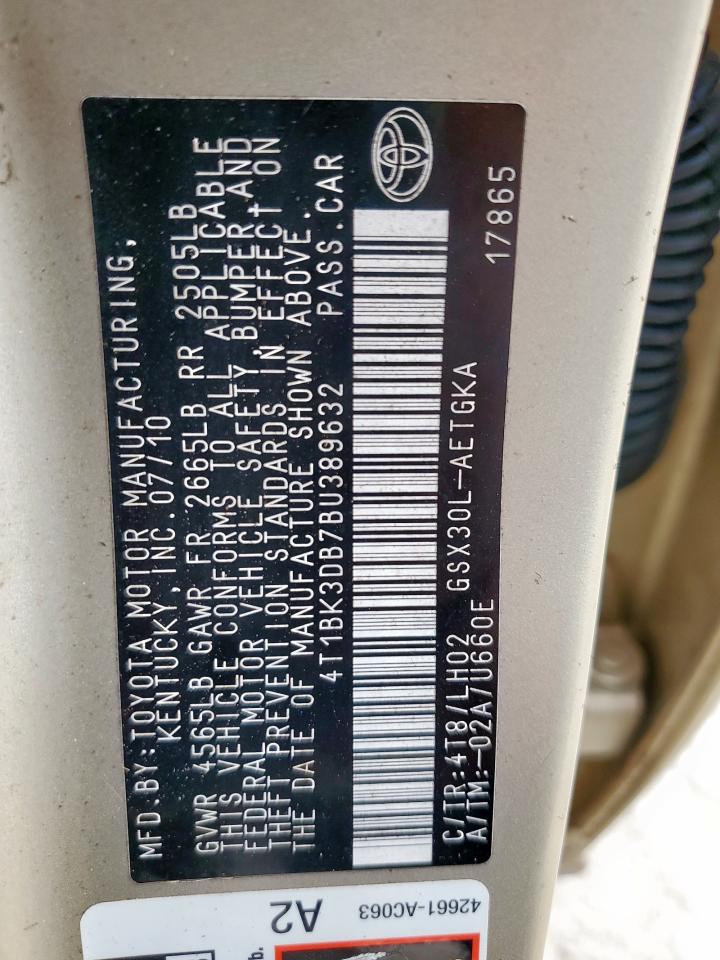 MFD.BY:TOYOTA MOTOR MANUFACTURING,
KENTUCKY, INC. 07/10
GVWR 4565LB GAWR FR 2665LB RR 2505LB
THIS VEHICLE CONFORMS TO ALL APPLICABLE
FEDERAL MOTOR VEHICLE SAFETY, BUMPER AND
THEFT PREVENTION STANDARDS IN EFFECT ON
THE DATE OF MANUFACTURE SHOWN ABOVE.
4T1BK3DB7BU389632 PASS.CAR
C/TR:4T8/LH02 GSX30L-AETGKA
A/TM:-02A/U660E 17865
A2
42661-AC063